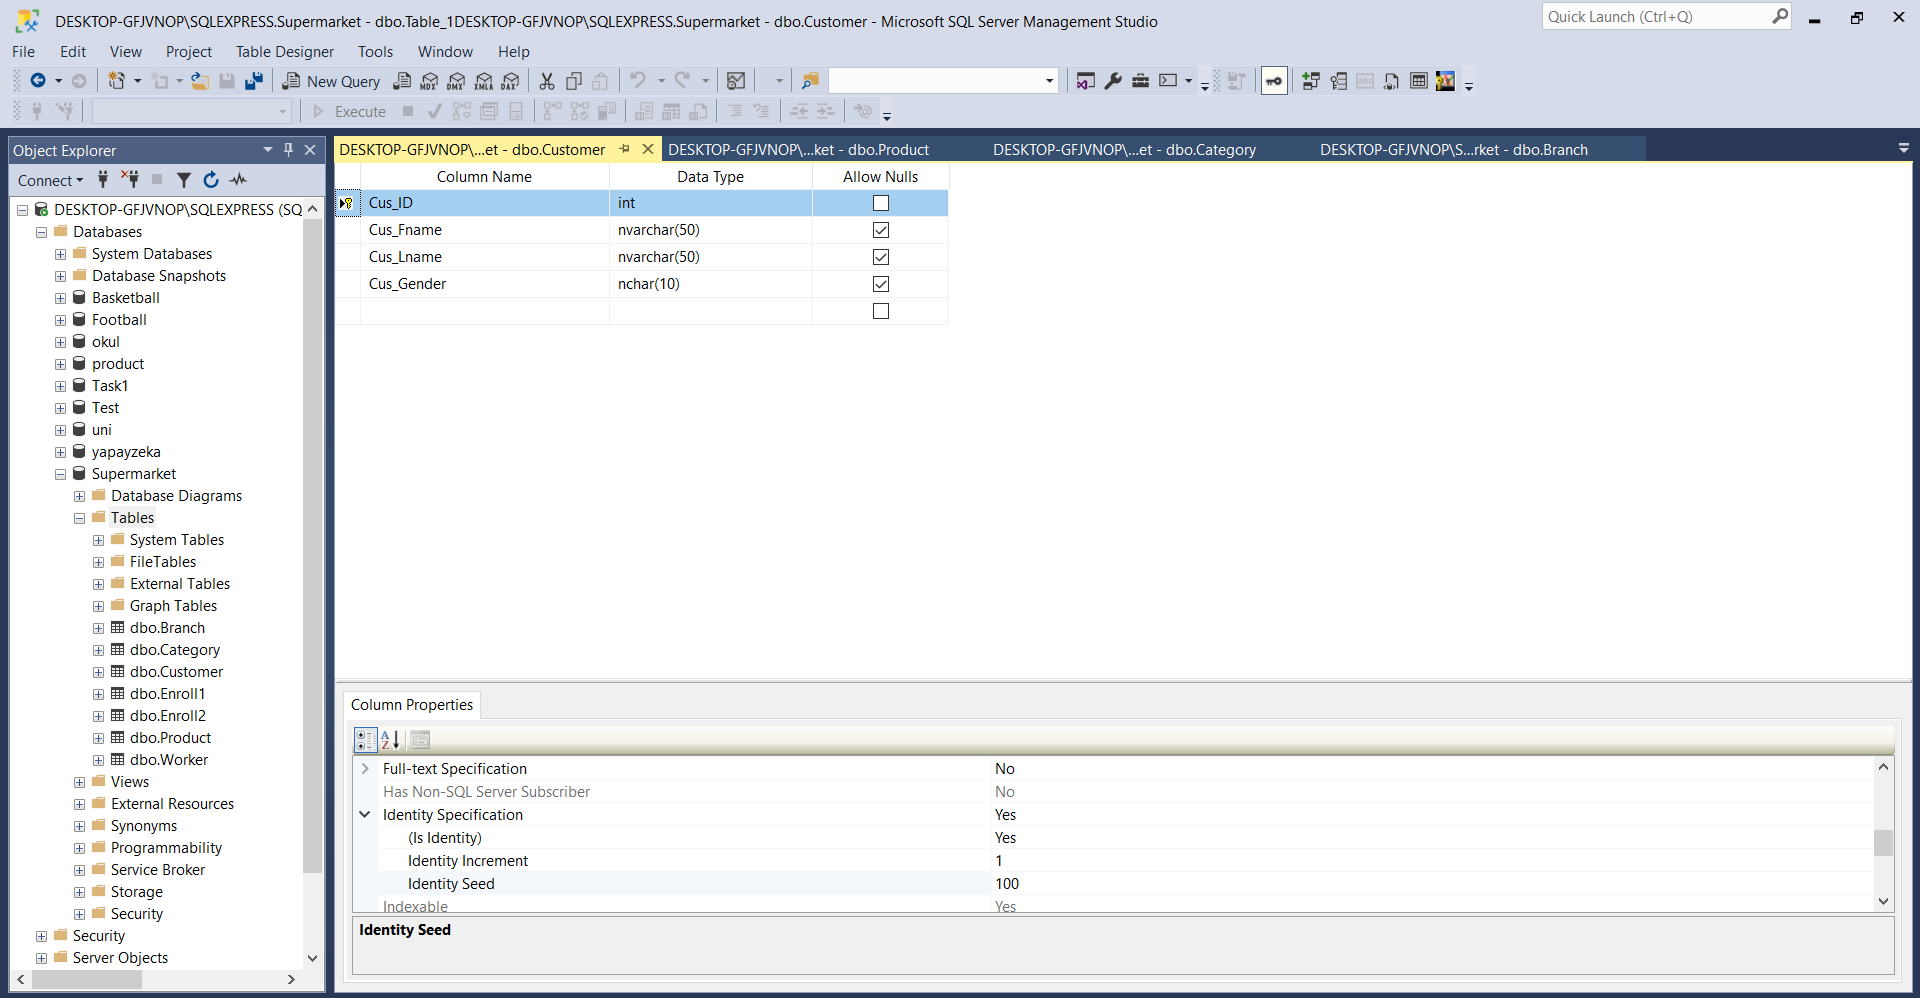 DESKTOP-GFJVNOP\SQLEXPRESS.Supermarket - dbo.Table_1DESKTOP-GFJVNOP\SQLEXPRESS.Supermarket - dbo.Customer - Microsoft SQL Server Management Studio
Quick Launch (Ctrl+Q)
File Edit View Project Table Designer Tools Window Help
New Query MDX DMX XMLA DAX
Execute
Object Explorer
DESKTOP-GFJVNOP\...et - dbo.Customer
DESKTOP-GFJVNOP\...ket - dbo.Product
DESKTOP-GFJVNOP\...et - dbo.Category
DESKTOP-GFJVNOP\S...rket - dbo.Branch
Connect
DESKTOP-GFJVNOP\SQLEXPRESS (SQ
Databases
System Databases
Database Snapshots
Basketball
Football
okul
product
Task1
Test
uni
yapayzeka
Supermarket
Database Diagrams
Tables
System Tables
FileTables
External Tables
Graph Tables
dbo.Branch
dbo.Category
dbo.Customer
dbo.Enroll1
dbo.Enroll2
dbo.Product
dbo.Worker
Views
External Resources
Synonyms
Programmability
Service Broker
Storage
Security
Security
Server Objects
Column Name Data Type Allow Nulls
Cus_ID int
Cus_Fname nvarchar(50)
Cus_Lname nvarchar(50)
Cus_Gender nchar(10)
Column Properties
Full-text Specification No
Has Non-SQL Server Subscriber No
Identity Specification Yes
(Is Identity) Yes
Identity Increment 1
Identity Seed 100
Indexable Yes
Identity Seed